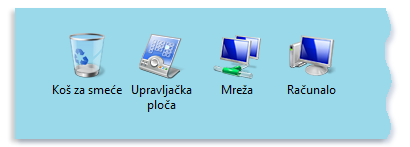 Koš za smeće
Upravljačka
ploča
Mreža
Računalo